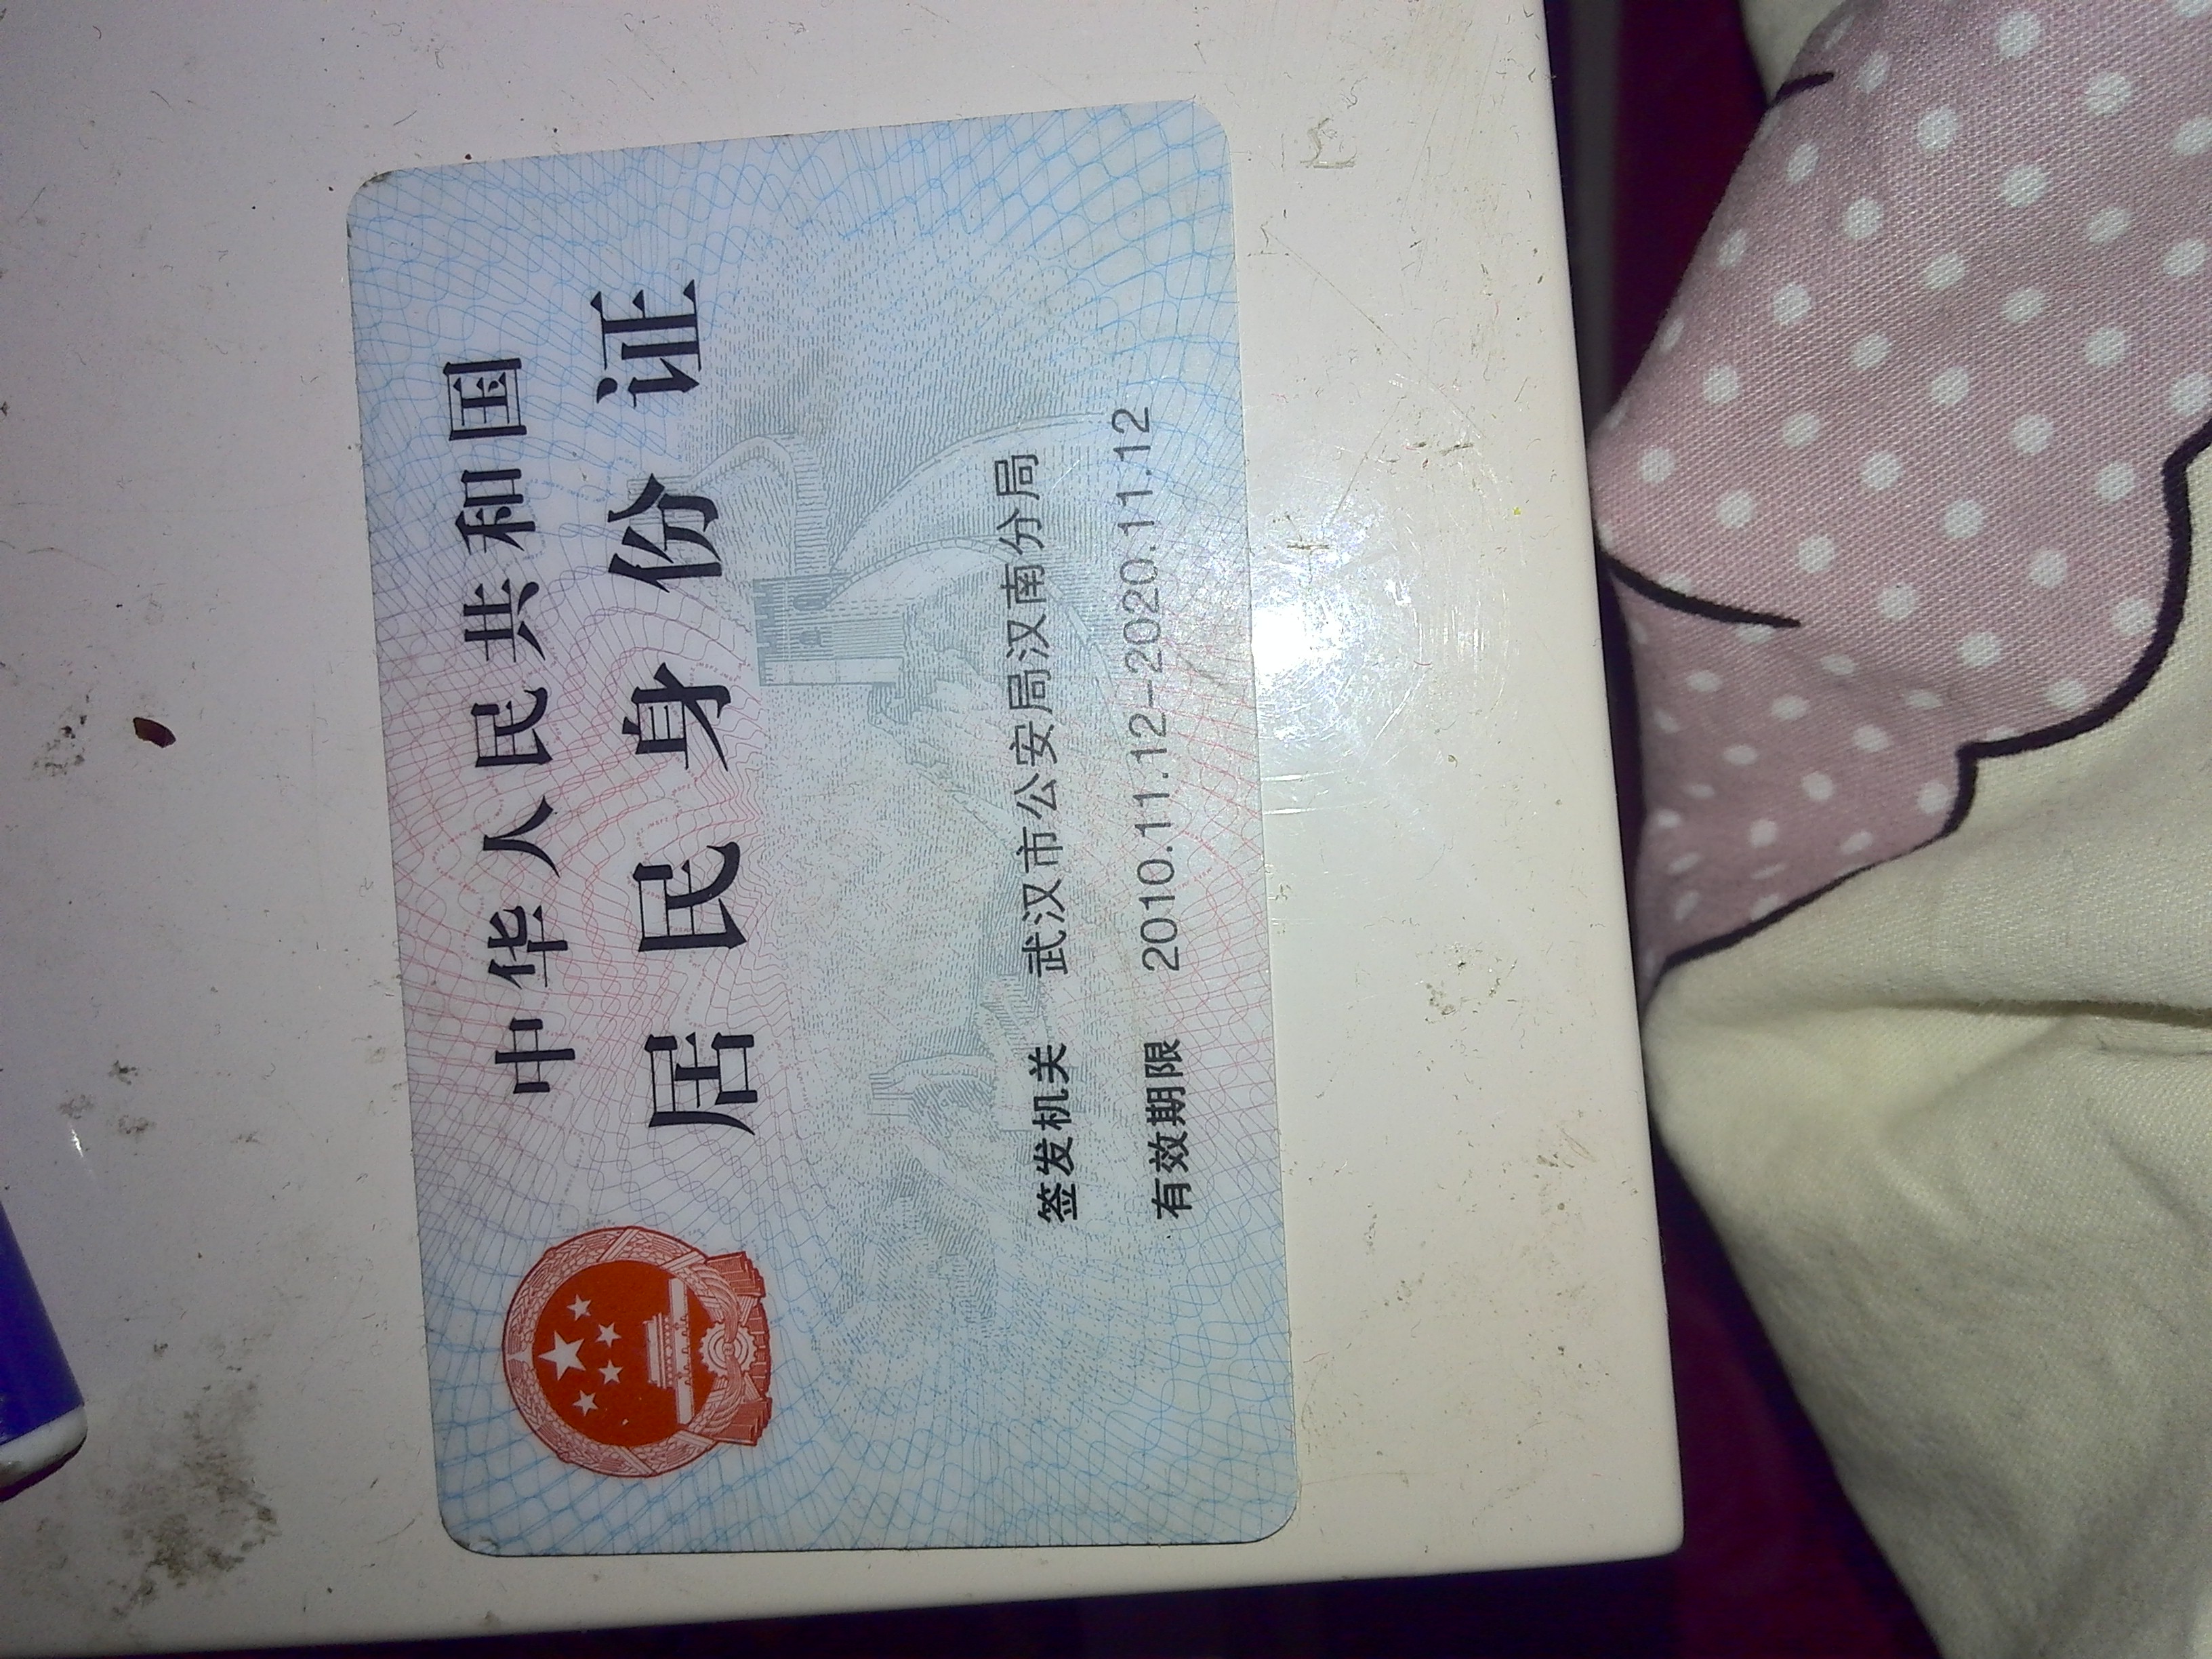 中华人民共和国
居民身份证
签发机关 武汉市公安局汉南分局
有效期限 2010.11.12-2020.11.12